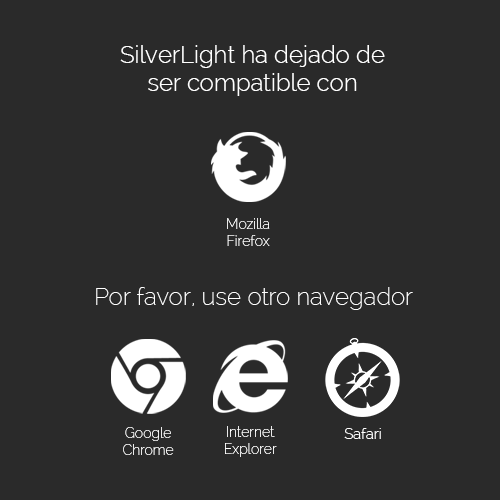 SilverLight ha dejado de
ser compatible con
Mozilla
Firefox
Por favor, use otro navegador
Google
Chrome
Internet
Explorer
Safari